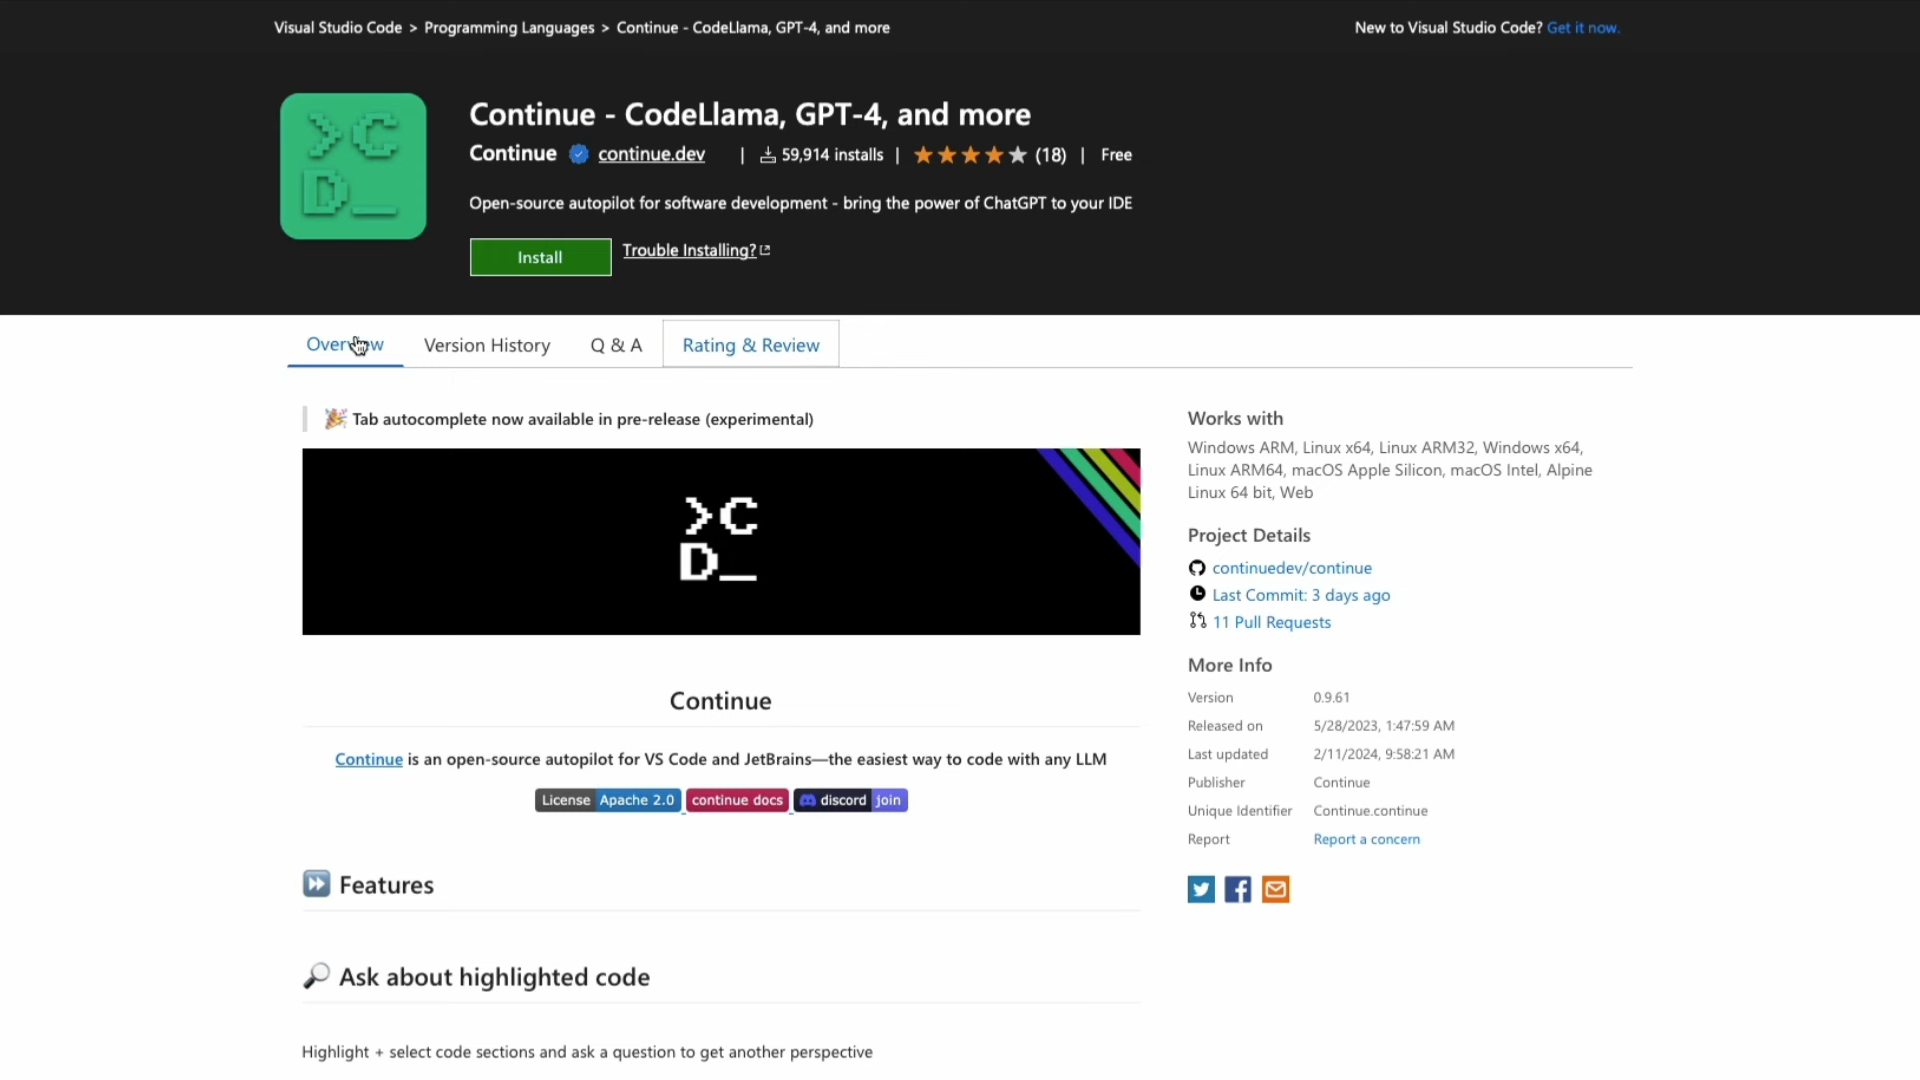 Visual Studio Code > Programming Languages > Continue - CodeLlama, GPT-4, and more
New to Visual Studio Code? Get it now.
>C
D_
Continue - CodeLlama, GPT-4, and more
Continue continue.dev | 59,914 installs | (18) | Free
Open-source autopilot for software development - bring the power of ChatGPT to your IDE
Install Trouble Installing?
Overview Version History Q & A Rating & Review
Tab autocomplete now available in pre-release (experimental)
>C
D_
Continue
Continue is an open-source autopilot for VS Code and JetBrains—the easiest way to code with any LLM
License Apache 2.0 continue docs discord join
Features
Ask about highlighted code
Highlight + select code sections and ask a question to get another perspective
Works with
Windows ARM, Linux x64, Linux ARM32, Windows x64,
Linux ARM64, macOS Apple Silicon, macOS Intel, Alpine
Linux 64 bit, Web
Project Details
continuedev/continue
Last Commit: 3 days ago
11 Pull Requests
More Info
Version 0.9.61
Released on 5/28/2023, 1:47:59 AM
Last updated 2/11/2024, 9:58:21 AM
Publisher Continue
Unique Identifier Continue.continue
Report Report a concern